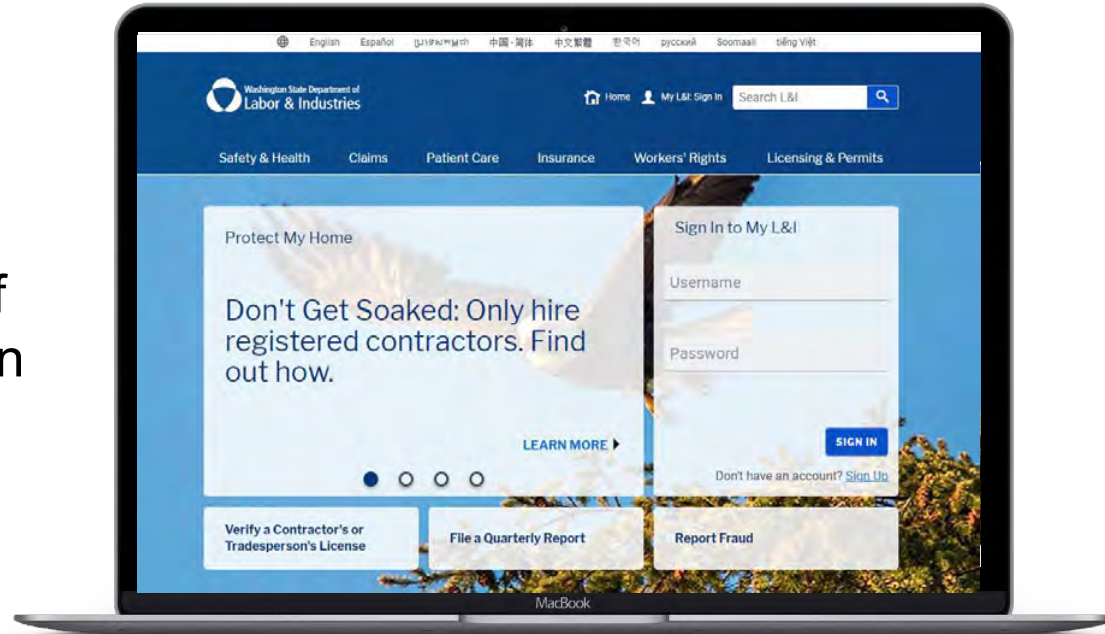 English Español 中国-简体 中文繁體 한국어 русский Soomaali tiếng Việt
Washington State Department of
Labor & Industries
Home My L&I: Sign In Search L&I
Safety & Health Claims Patient Care Insurance Workers' Rights Licensing & Permits
Protect My Home
Don't Get Soaked: Only hire
registered contractors. Find
out how.
LEARN MORE
Sign In to My L&I
Username
Password
SIGN IN
Don't have an account? Sign Up
Verify a Contractor's or
Tradesperson's License
File a Quarterly Report
Report Fraud
MacBook
f
n